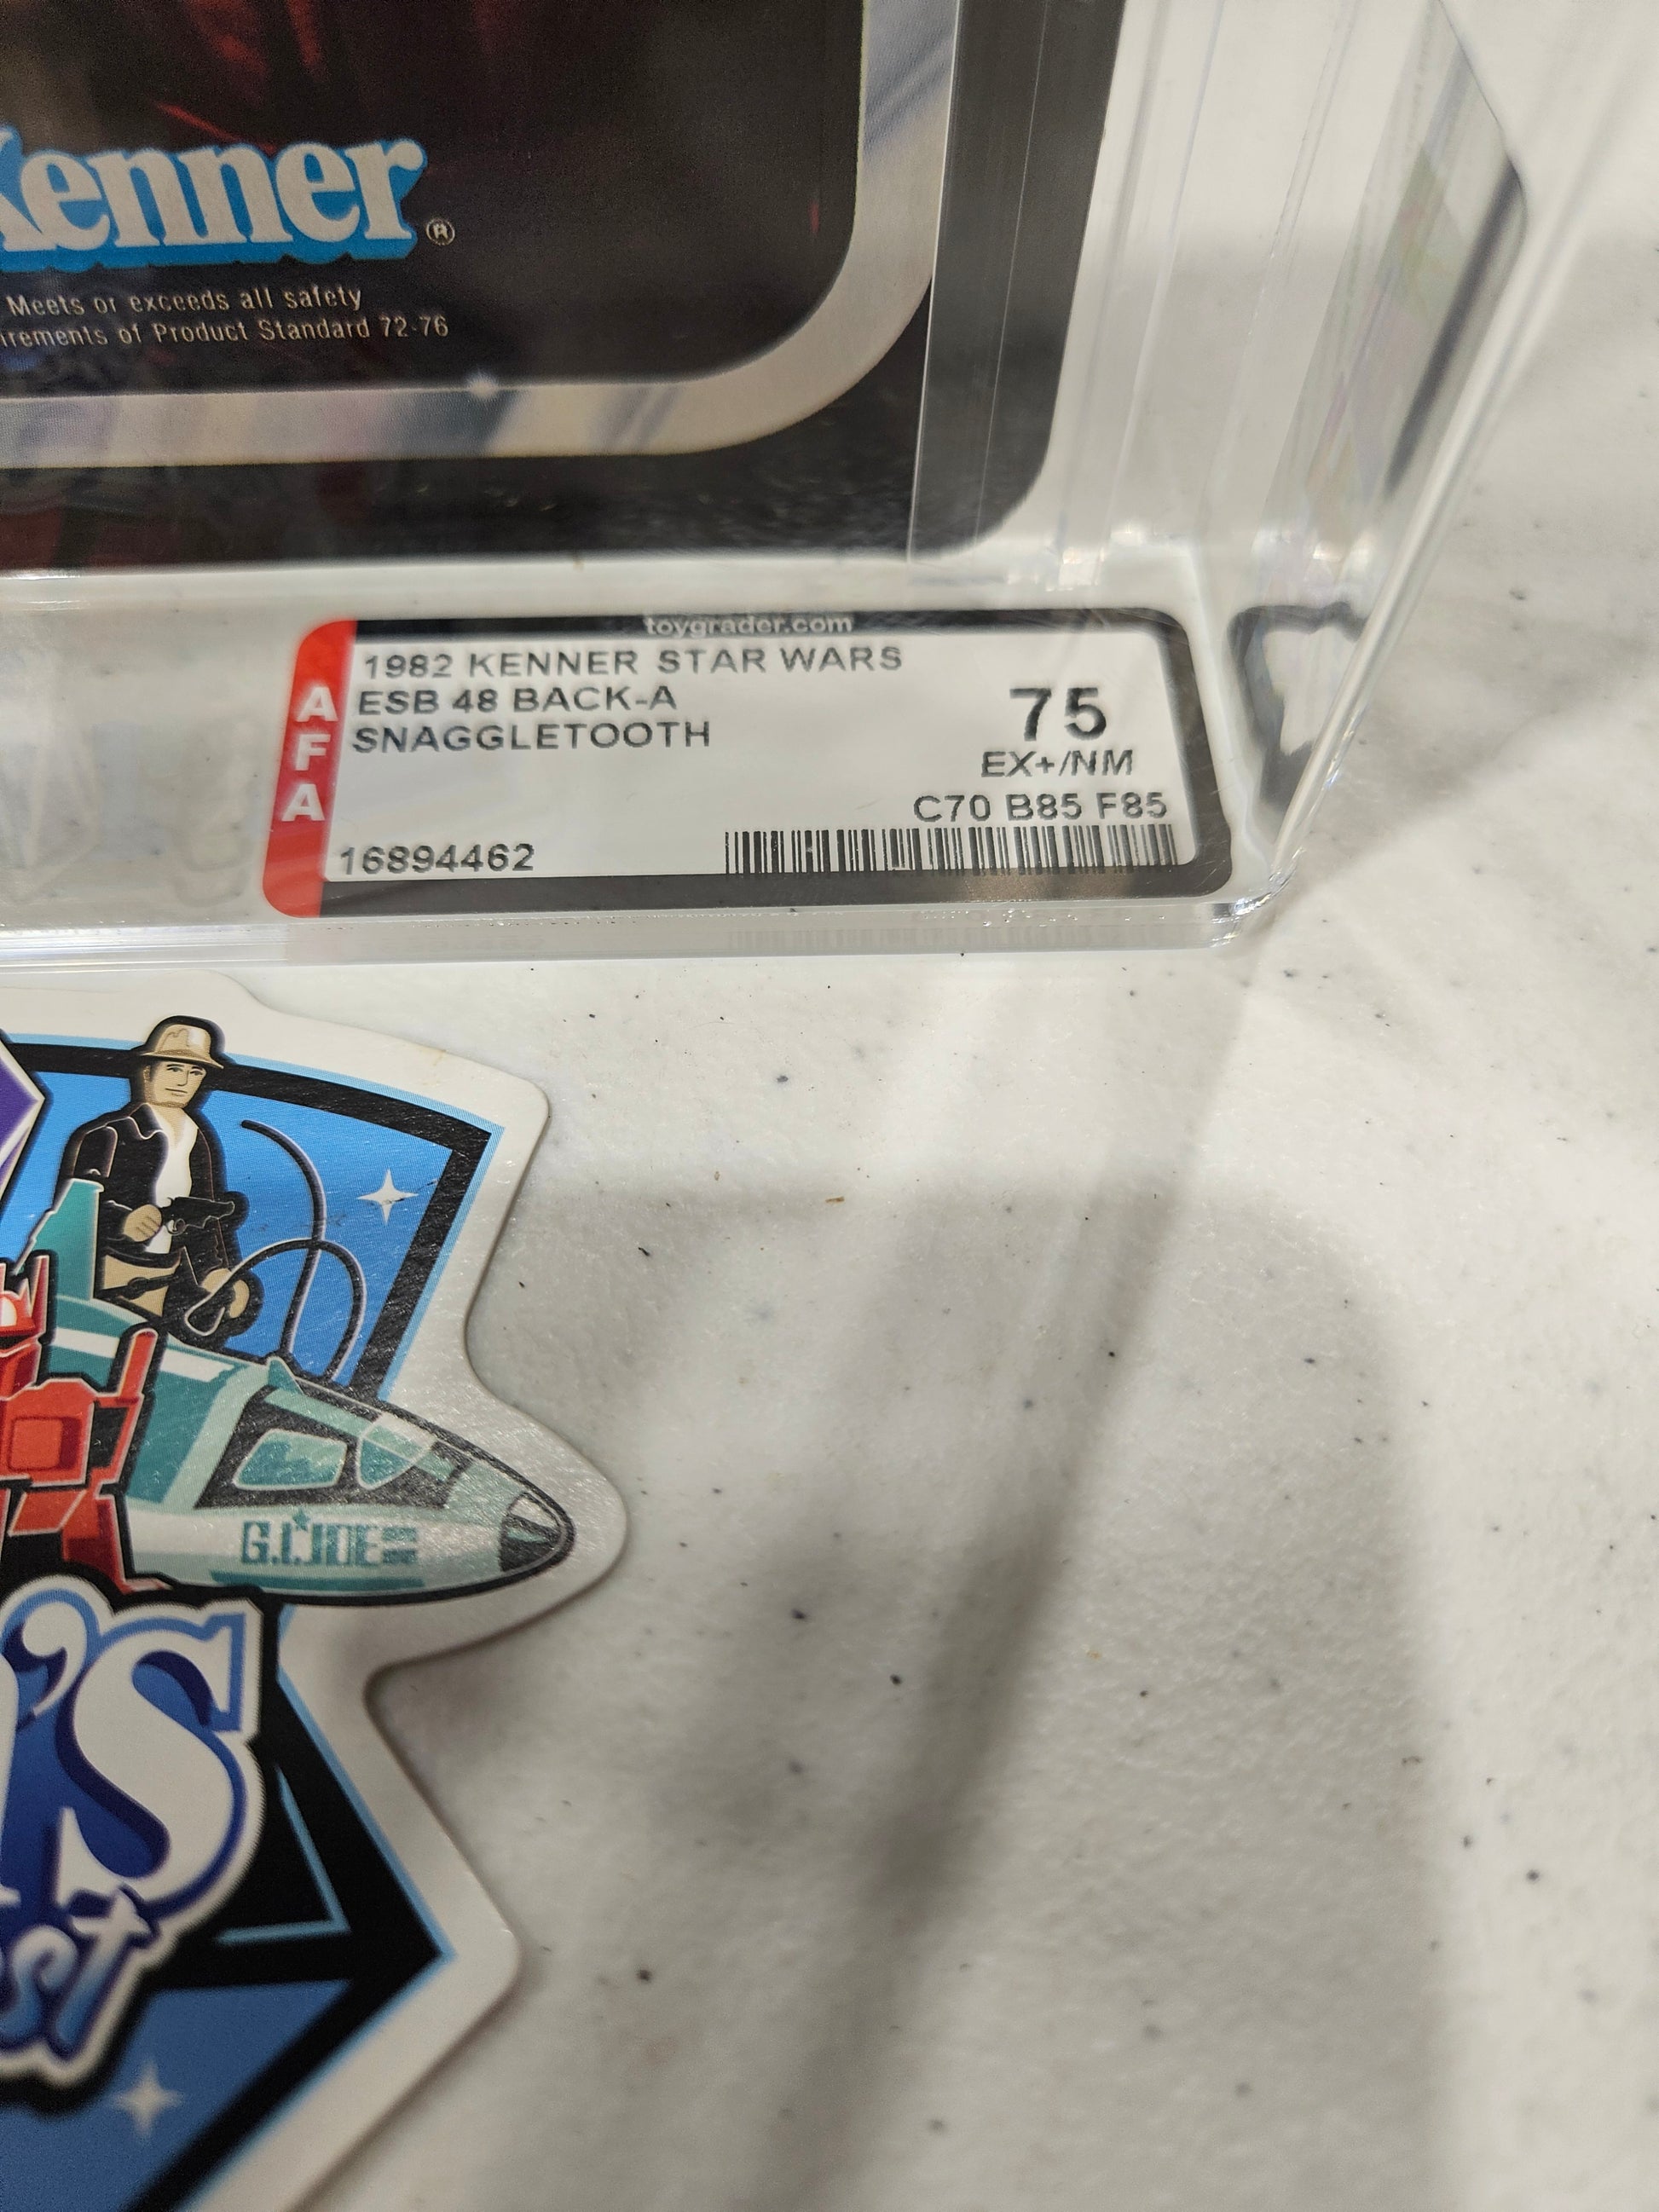 Kenner®
Meets or exceeds all safety
irements of Product Standard 72-76
toygrader.com
AFA
1982 KENNER STAR WARS
ESB 48 BACK-A
SNAGGLETOOTH
75
EX+/NM
C70 B85 F85
16894462
G.I.JOE
'S
st